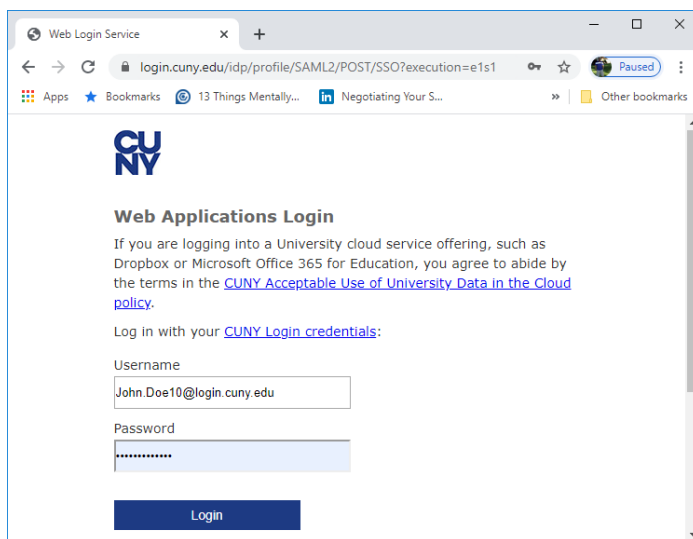 Web Login Service
login.cuny.edu/idp/profile/SAML2/POST/SSO?execution=e1s1
Paused
Apps
Bookmarks
13 Things Mentally...
in
Negotiating Your S...
»
Other bookmarks
CU
NY
Web Applications Login
If you are logging into a University cloud service offering, such as
Dropbox or Microsoft Office 365 for Education, you agree to abide by
the terms in the CUNY Acceptable Use of University Data in the Cloud
policy.
Log in with your CUNY Login credentials:
Username
John.Doe10@login.cuny.edu
Password
•••••••••••••
Login